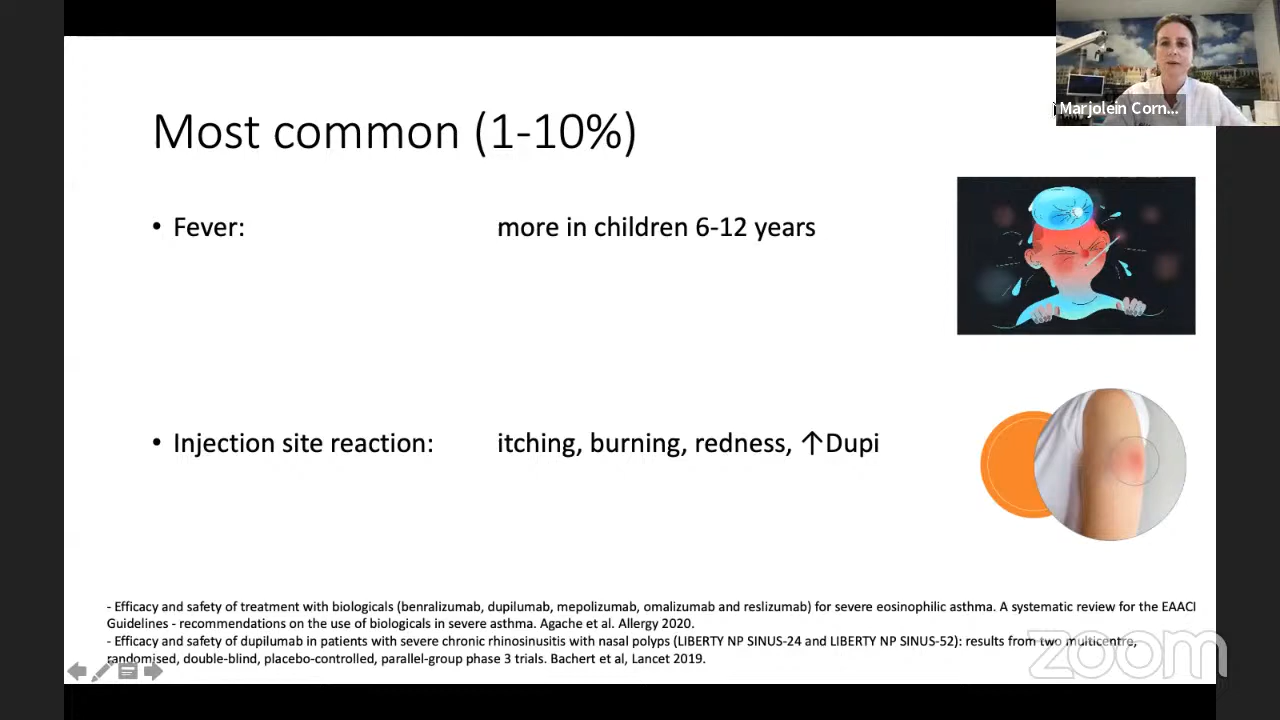 Marjolein Corn...
Most common (1-10%)
• Fever: more in children 6-12 years
• Injection site reaction: itching, burning, redness, ↑Dupi
- Efficacy and safety of treatment with biologicals (benralizumab, dupilumab, mepolizumab, omalizumab and reslizumab) for severe eosinophilic asthma. A systematic review for the EAACI
Guidelines - recommendations on the use of biologicals in severe asthma. Agache et al. Allergy 2020.
- Efficacy and safety of dupilumab in patients with severe chronic rhinosinusitis with nasal polyps (LIBERTY NP SINUS-24 and LIBERTY NP SINUS-52): results from two multicentre,
randomised, double-blind, placebo-controlled, parallel-group phase 3 trials. Bachert et al, Lancet 2019.
zoom